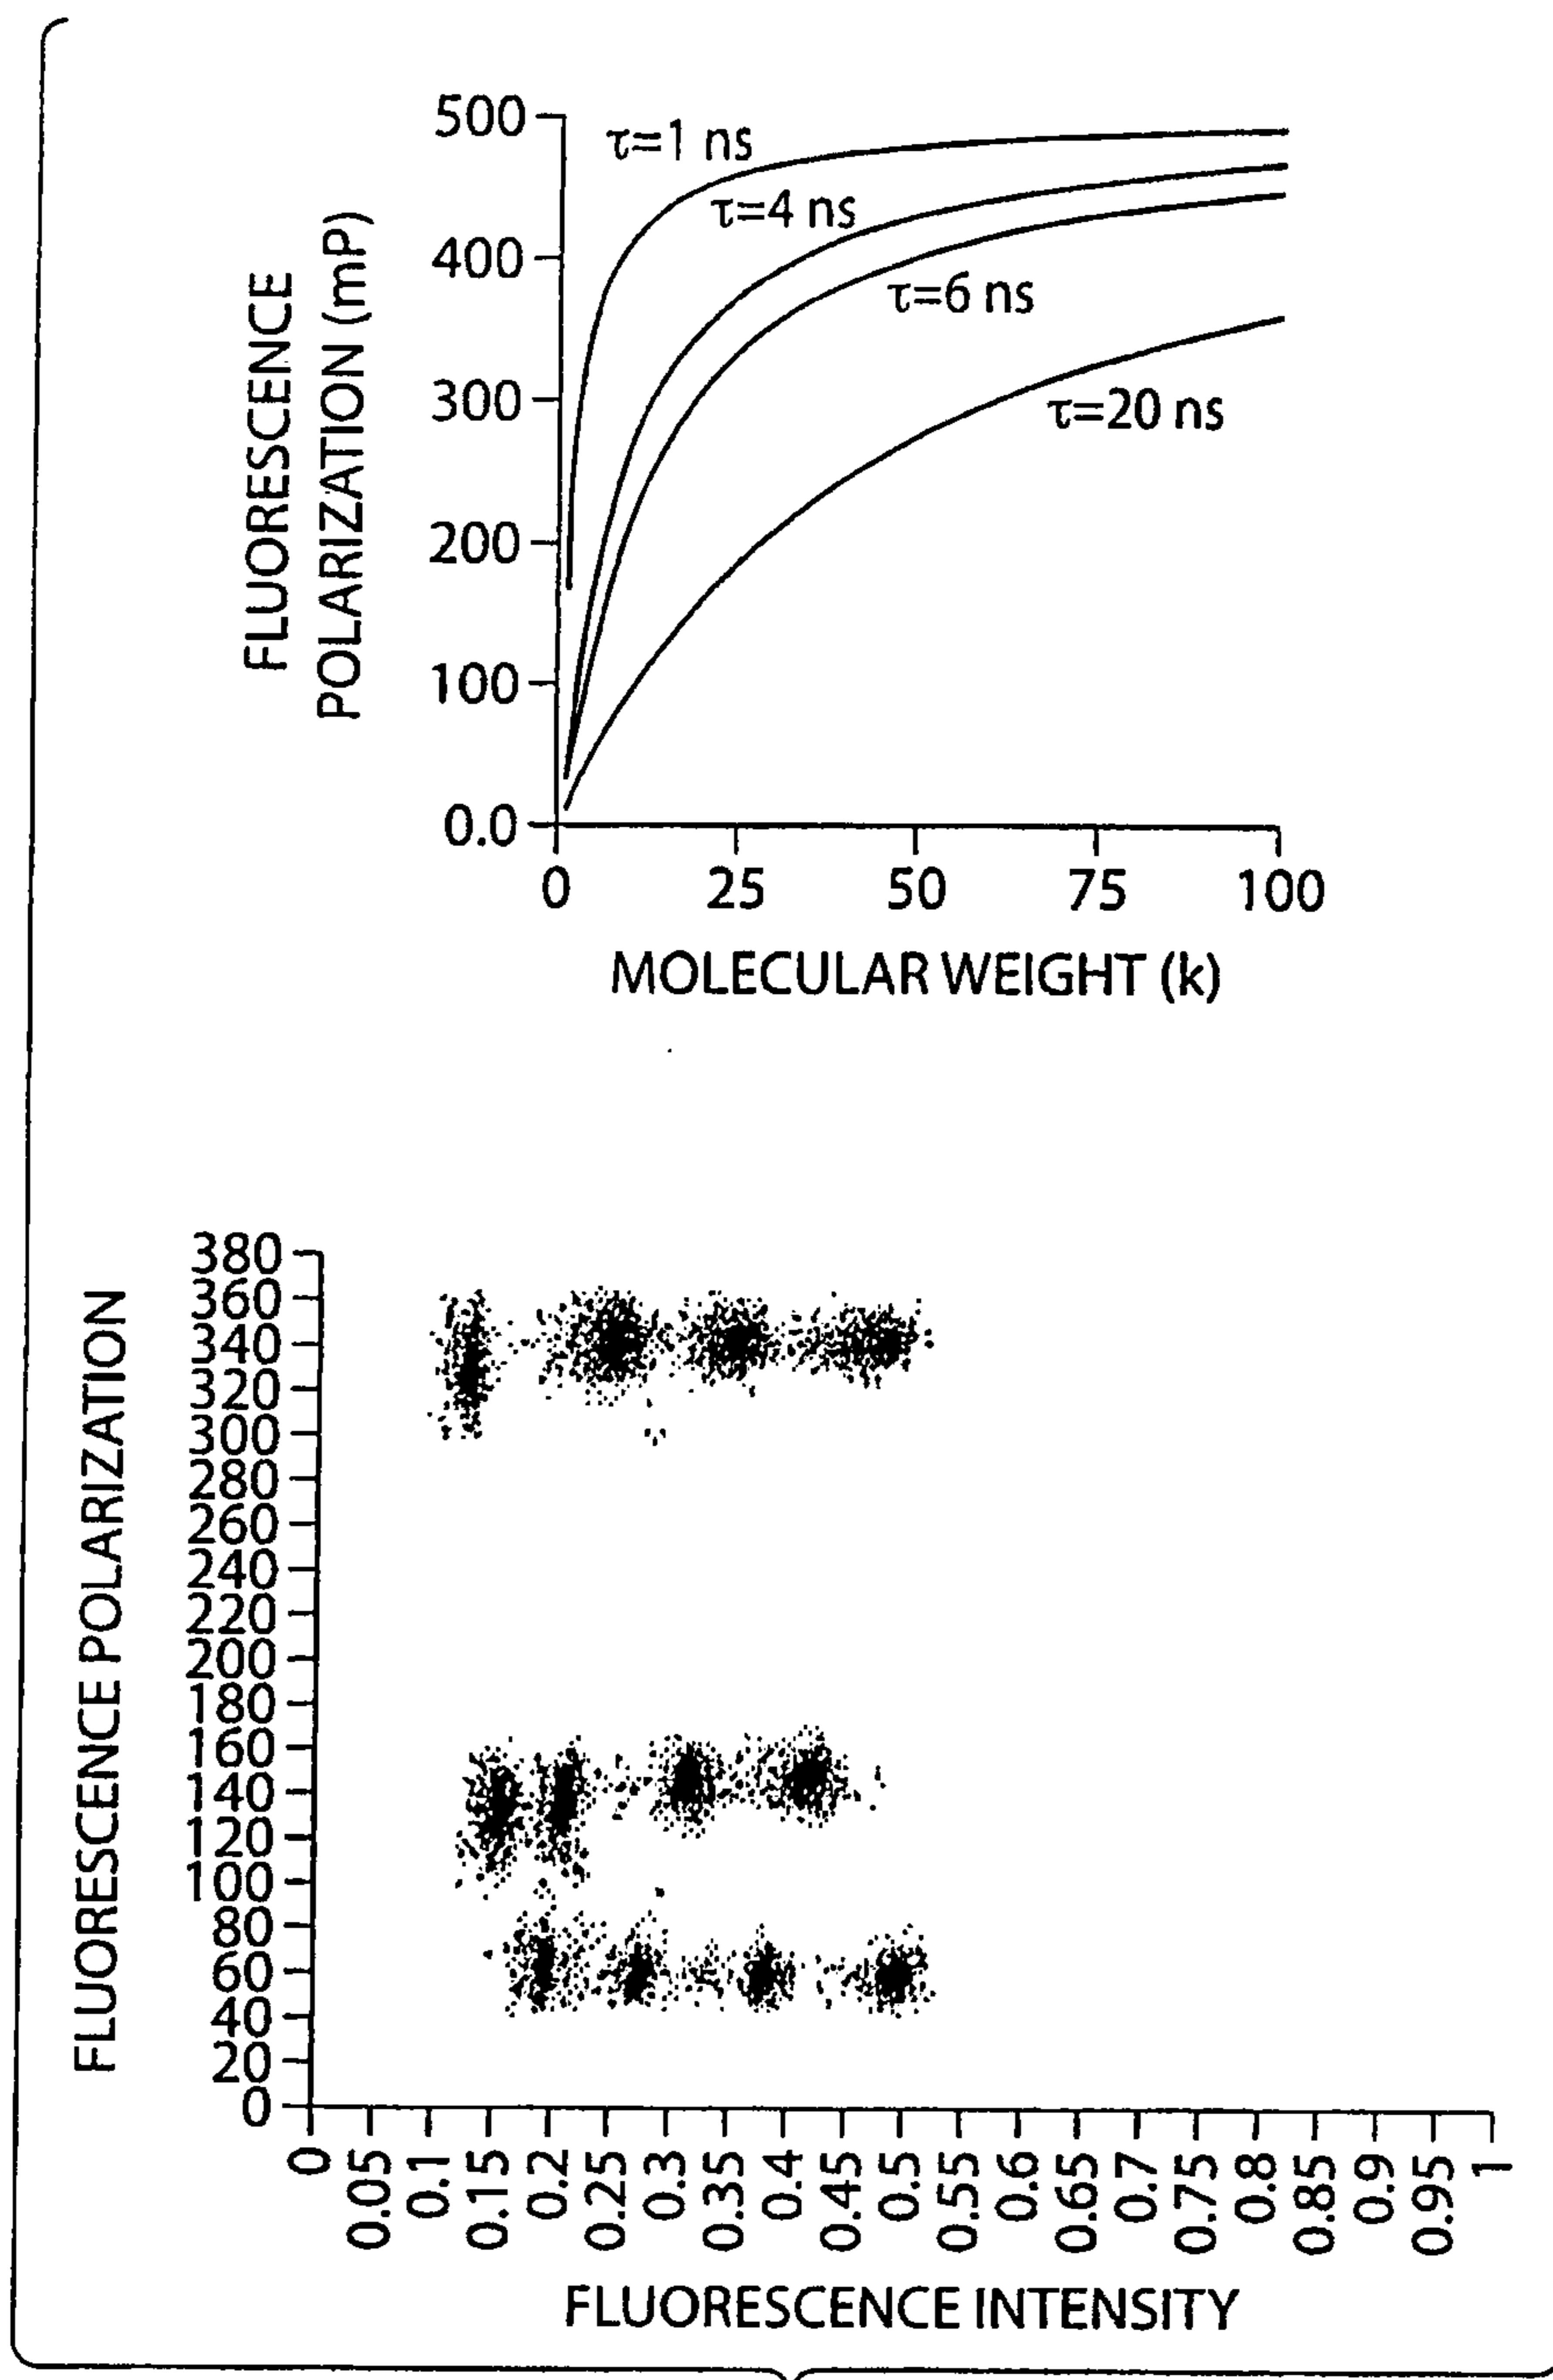 500
τ=1 ns
τ=4 ns
400
τ=6 ns
300
τ=20 ns
200
100
0.0
FLUORESCENCE
POLARIZATION (mP)
0 25 50 75 100
MOLECULAR WEIGHT (k)
380
360
340
320
300
280
260
240
220
200
180
160
140
120
100
80
60
40
20
0
FLUORESCENCE POLARIZATION
0 0.05 0.1 0.15 0.2 0.25 0.3 0.35 0.4 0.45 0.5 0.55 0.6 0.65 0.7 0.75 0.8 0.85 0.9 0.95 1
FLUORESCENCE INTENSITY